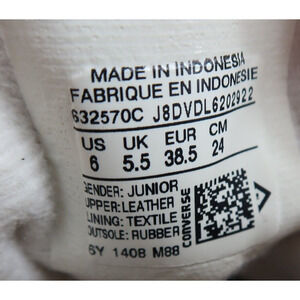 MADE IN INDONESIA
FABRIQUE EN INDONESIE
632570C J8DVDL6202922
US UK EUR CM
6 5.5 38.5 24
GENDER: JUNIOR
UPPER: LEATHER
LINING: TEXTILE
OUTSOLE: RUBBER
6Y 1408 M88
CONVERSE